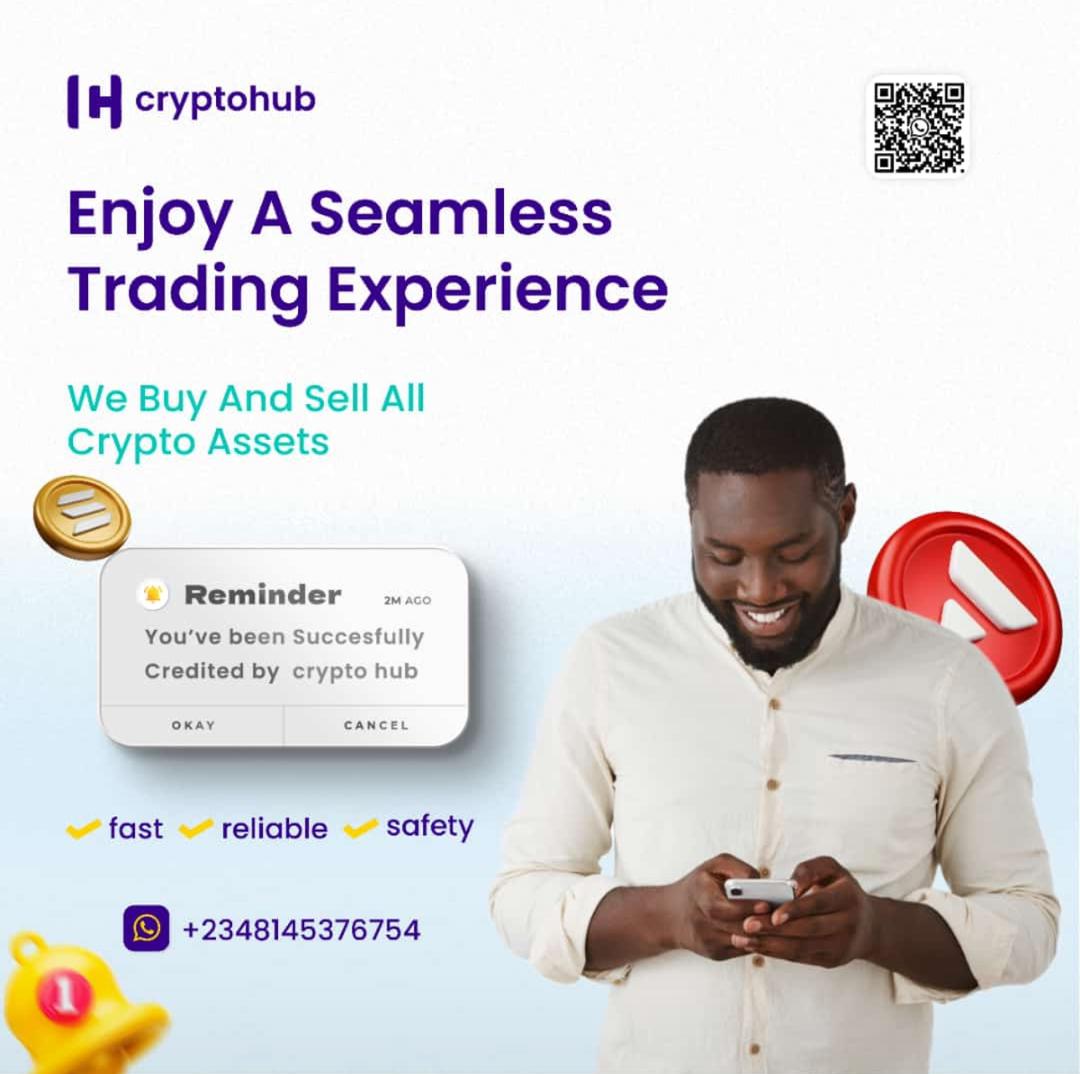 cryptohub
Enjoy A Seamless
Trading Experience
We Buy And Sell All
Crypto Assets
Reminder 2M AGO
You've been Succesfully
Credited by crypto hub
OKAY CANCEL
fast reliable safety
+2348145376754
1